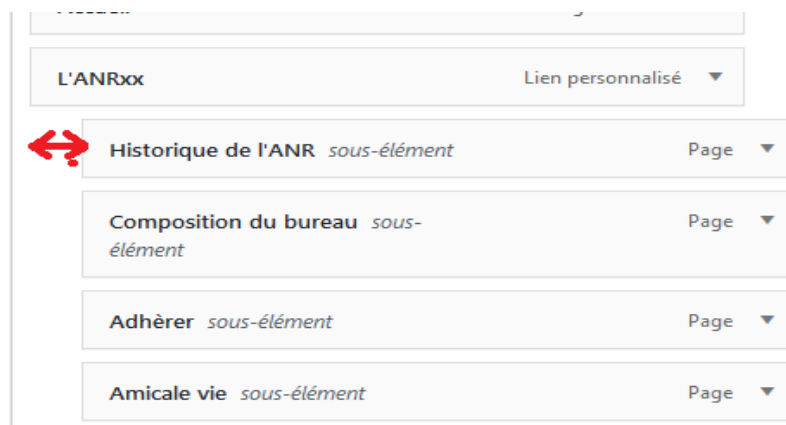 L'ANRxx Lien personnalisé
Historique de l'ANR sous-élément Page
Composition du bureau sous- Page
élément
Adhèrer sous-élément Page
Amicale vie sous-élément Page